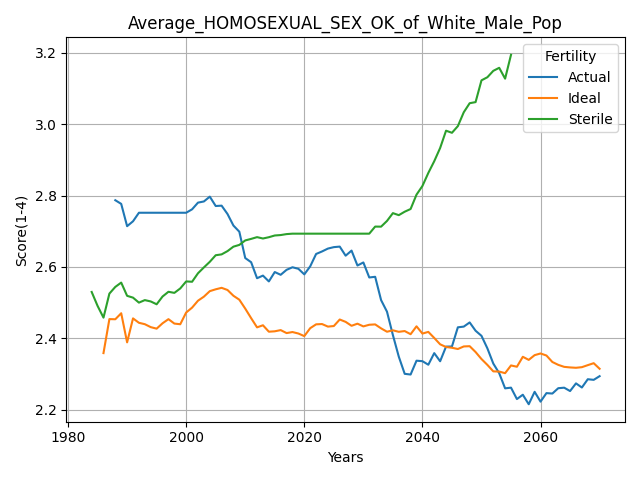 Average_HOMOSEXUAL_SEX_OK_of_White_Male_Pop
Fertility
Actual
Ideal
Sterile
Score(1-4)
3.2
3.0
2.8
2.6
2.4
2.2
1980
2000
2020
2040
2060
Years